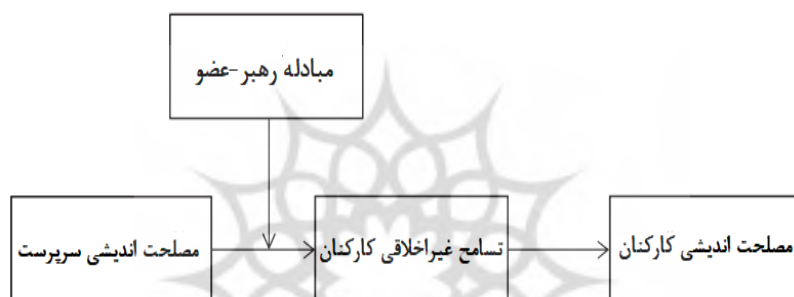 مبادله رهبر-عضو
مصلحت اندیشی کارکنان
تسامح غیراخلاقی کارکنان
مصلحت اندیشی سرپرست